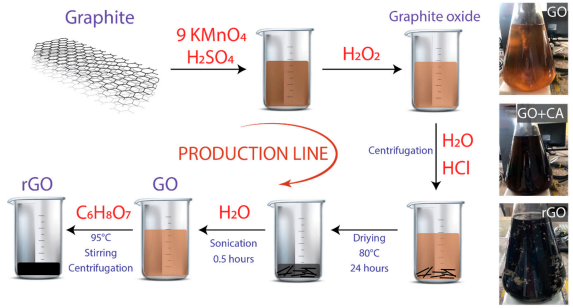 Graphite
9 KMnO₄
H₂SO₄
H₂O₂
Graphite oxide
GO
Centrifugation
H₂O
HCl
GO+CA
PRODUCTION LINE
rGO
C₆H₈O₇
95°C
Stirring
Centrifugation
GO
H₂O
Sonication
0.5 hours
Driying
80°C
24 hours
rGO